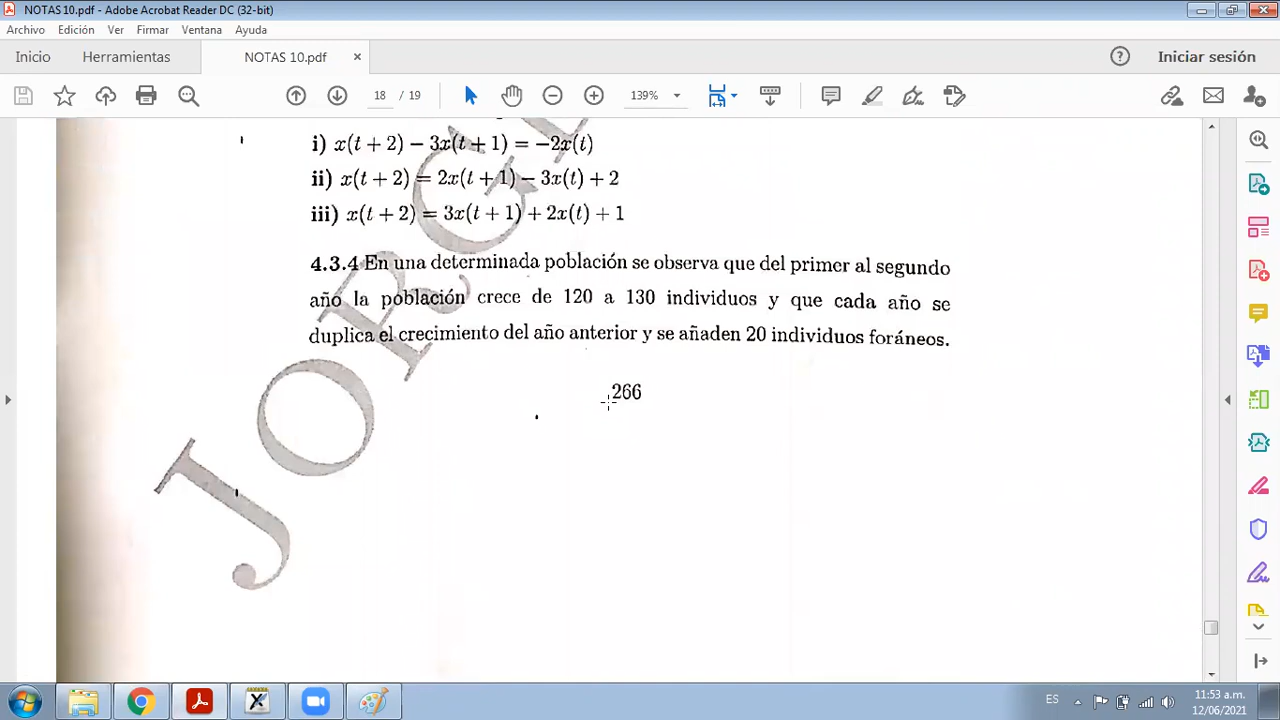 NOTAS 10.pdf - Adobe Acrobat Reader DC (32-bit)
Archivo Edición Ver Firmar Ventana Ayuda
Inicio Herramientas NOTAS 10.pdf × Iniciar sesión
18 / 19 139%
i) x(t + 2) − 3x(t + 1) = −2x(t)
ii) x(t + 2) = 2x(t + 1) − 3x(t) + 2
iii) x(t + 2) = 3x(t + 1) + 2x(t) + 1
4.3.4 En una determinada población se observa que del primer al segundo
año la población crece de 120 a 130 individuos y que cada año se
duplica el crecimiento del año anterior y se añaden 20 individuos foráneos.
266
JORGE
ES 11:53 a.m.
12/06/2021